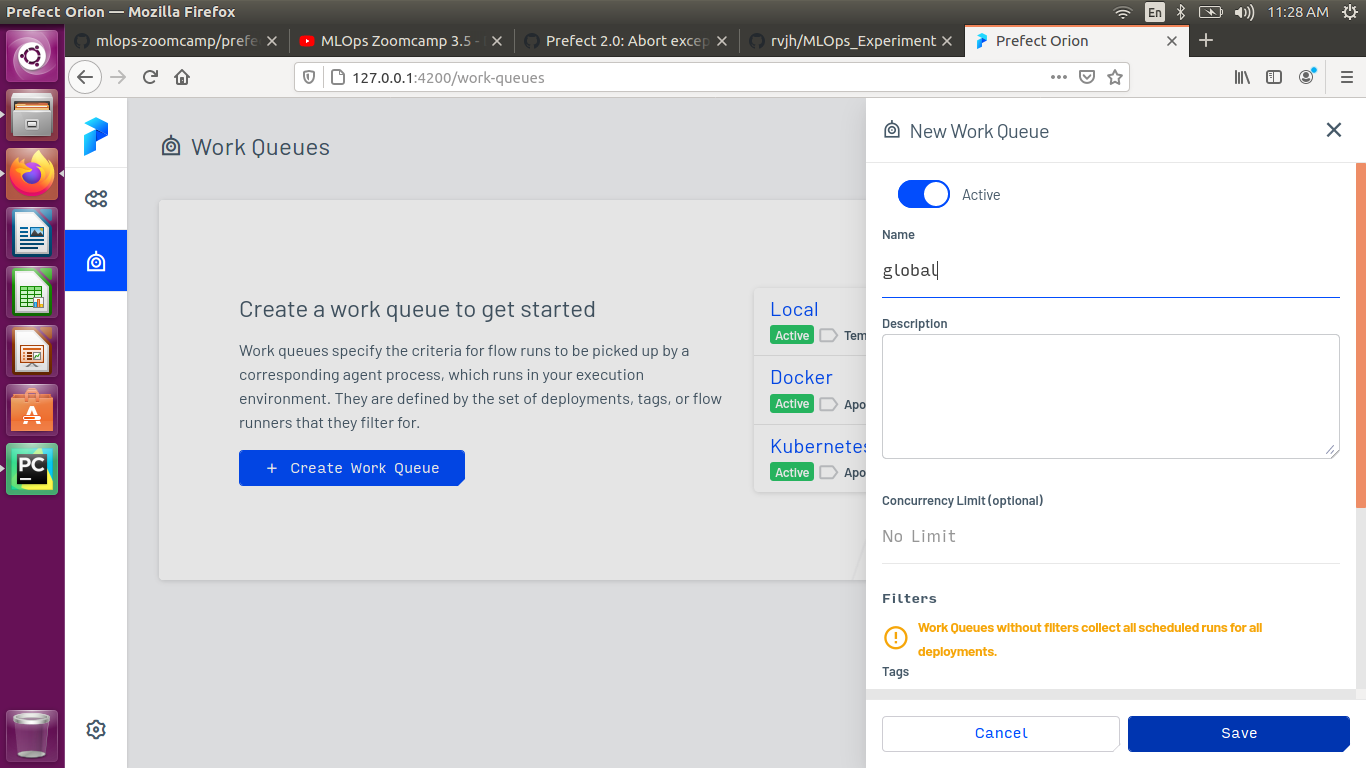 Prefect Orion — Mozilla Firefox
En
11:28 AM
mlops-zoomcamp/prefe
MLOps Zoomcamp 3.5 -
Prefect 2.0: Abort excep
rvjh/MLOps_Experiment
Prefect Orion
127.0.0.1:4200/work-queues
Work Queues
Create a work queue to get started
Work queues specify the criteria for flow runs to be picked up by a
corresponding agent process, which runs in your execution
environment. They are defined by the set of deployments, tags, or flow
runners that they filter for.
+ Create Work Queue
Local
Active Tem
Docker
Active Apo
Kubernetes
Active Apo
New Work Queue
Active
Name
global
Description
Concurrency Limit (optional)
No Limit
Filters
Work Queues without filters collect all scheduled runs for all
deployments.
Tags
Cancel
Save
PC